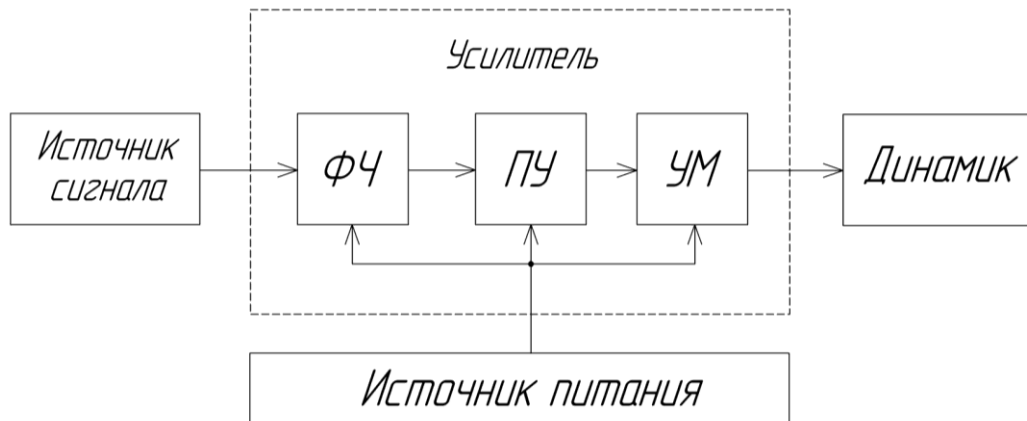 Усилитель
Источник
сигнала
ФЧ
ПУ
УМ
Динамик
Источник питания